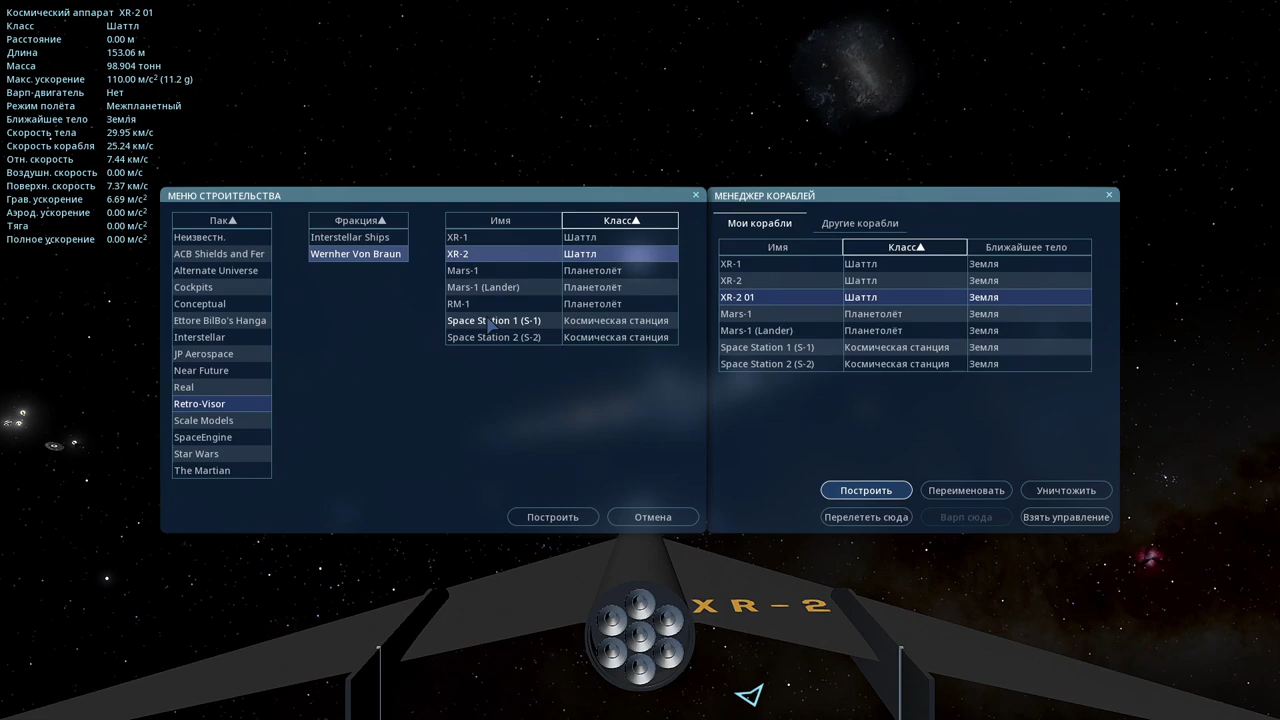 Космический аппарат XR-2 01
Класс Шаттл
Расстояние 0.00 м
Длина 153.06 м
Масса 98.904 тонн
Макс. ускорение 110.00 м/с² (11.2 g)
Варп-двигатель Нет
Режим полёта Межпланетный
Ближайшее тело Земля
Скорость тела 29.95 км/с
Скорость корабля 25.24 км/с
Отн. скорость 7.44 км/с
Воздушн. скорость 0.00 м/с
Поверхн. скорость 7.37 км/с
Грав. ускорение 6.69 м/с²
Аэрод. ускорение 0.00 м/с²
Тяга 0.00 м/с²
Полное ускорение 0.00 м/с²
МЕНЮ СТРОИТЕЛЬСТВА
Пак▲ Фракция▲ Имя Класс▲
Неизвестн. Interstellar Ships XR-1 Шаттл
ACB Shields and Fer Wernher Von Braun XR-2 Шаттл
Alternate Universe Mars-1 Планетолёт
Cockpits Mars-1 (Lander) Планетолёт
Conceptual RM-1 Планетолёт
Ettore BilBo's Hanga Space Station 1 (S-1) Космическая станция
Interstellar Space Station 2 (S-2) Космическая станция
JP Aerospace
Near Future
Real
Retro-Visor
Scale Models
SpaceEngine
Star Wars
The Martian
Построить Отмена
МЕНЕДЖЕР КОРАБЛЕЙ
Мои корабли Другие корабли
Имя Класс▲ Ближайшее тело
XR-1 Шаттл Земля
XR-2 Шаттл Земля
XR-2 01 Шаттл Земля
Mars-1 Планетолёт Земля
Mars-1 (Lander) Планетолёт Земля
Space Station 1 (S-1) Космическая станция Земля
Space Station 2 (S-2) Космическая станция Земля
Построить Переименовать Уничтожить
Перелететь сюда Варп сюда Взять управление
XR-2